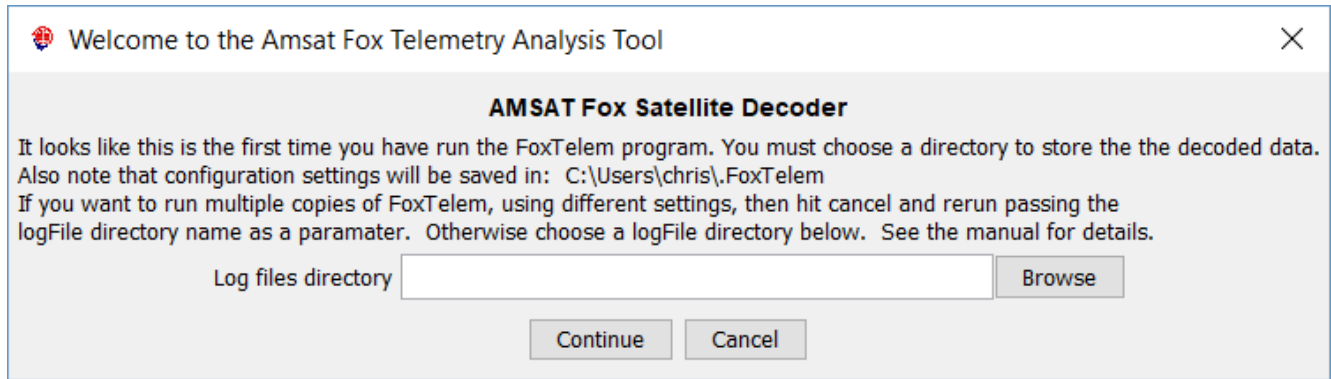 Welcome to the Amsat Fox Telemetry Analysis Tool
AMSAT Fox Satellite Decoder
It looks like this is the first time you have run the FoxTelem program. You must choose a directory to store the the decoded data.
Also note that configuration settings will be saved in:  C:\Users\chris\.FoxTelem
If you want to run multiple copies of FoxTelem, using different settings, then hit cancel and rerun passing the
logFile directory name as a paramater.  Otherwise choose a logFile directory below.  See the manual for details.
Log files directory Browse
Continue Cancel